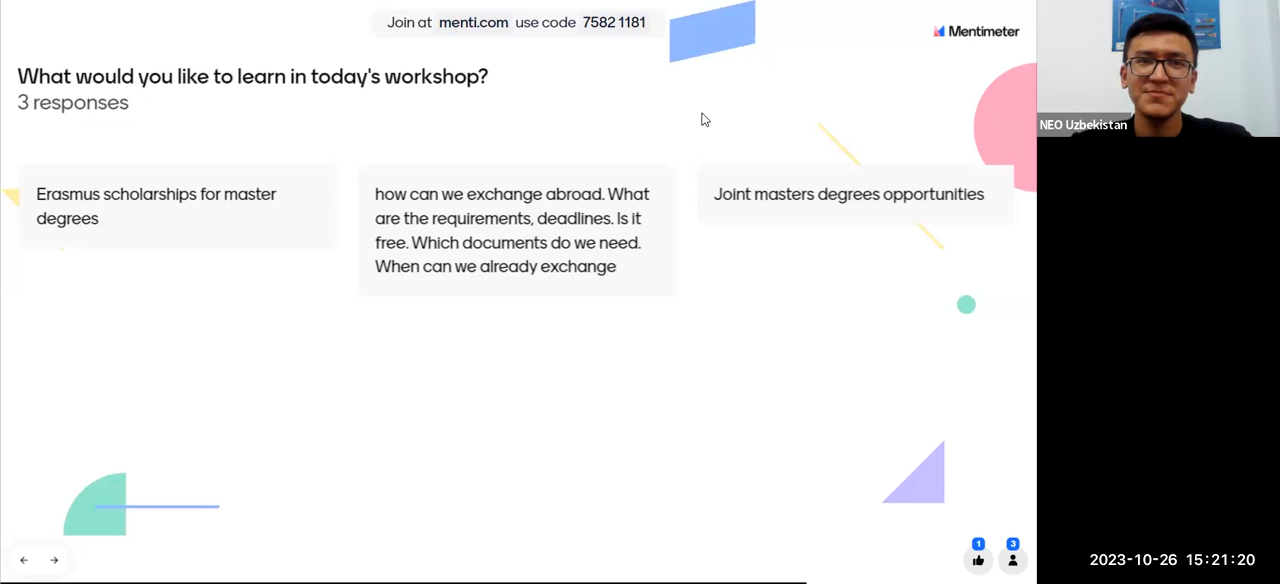 Join at menti.com use code 7582 1181
Mentimeter
What would you like to learn in today's workshop?
3 responses
NEO Uzbekistan
Erasmus scholarships for master
degrees
how can we exchange abroad. What
are the requirements, deadlines. Is it
free. Which documents do we need.
When can we already exchange
Joint masters degrees opportunities
1
3
2023-10-26 15:21:20